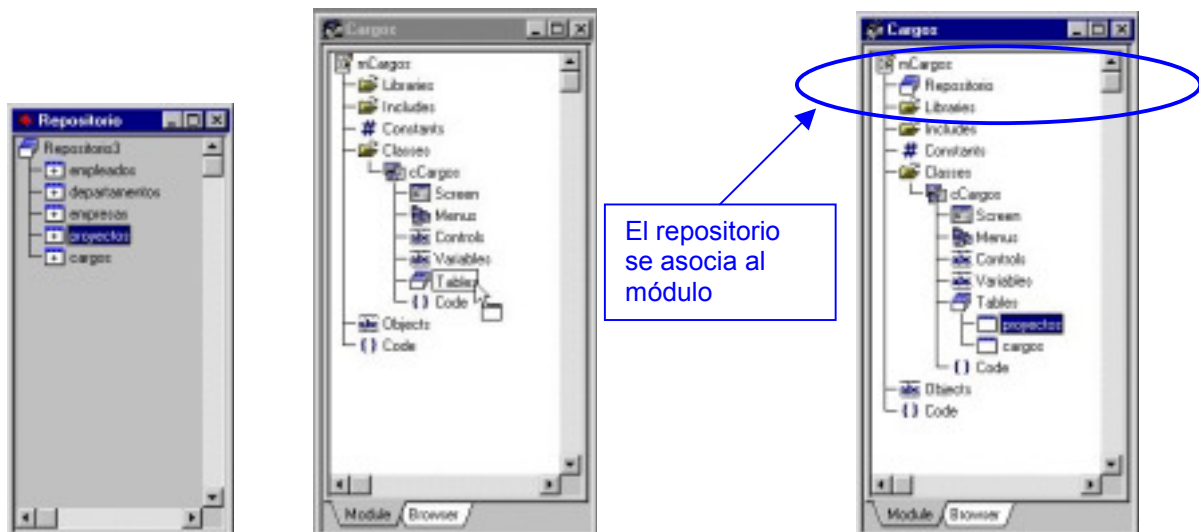 Repositorio
Repositorio3
empleados
departamentos
empresas
proyectos
cargos
Cargos
mCargos
Libraries
Includes
# Constants
Classes
cCargos
Screen
Menus
Controls
Variables
Tables
{ } Code
Objects
{ } Code
Module
Browser
El repositorio
se asocia al
módulo
Cargos
mCargos
Repositorio
Libraries
Includes
# Constants
Classes
cCargos
Screen
Menus
Controls
Variables
Tables
proyectos
cargos
{ } Code
Objects
{ } Code
Module
Browser